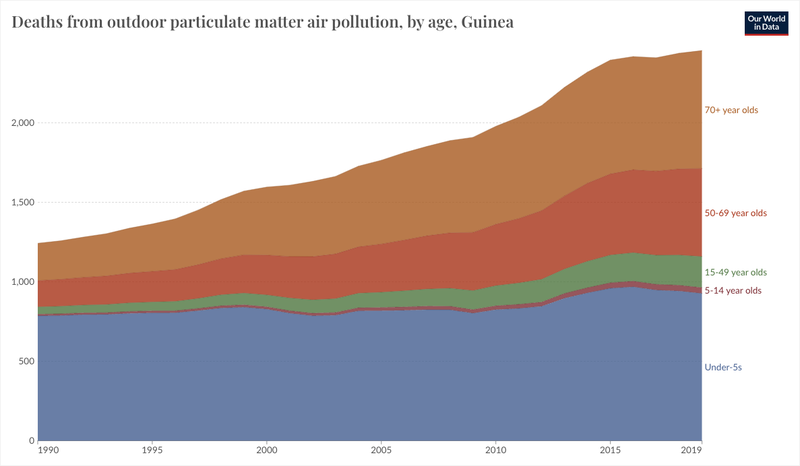 Deaths from outdoor particulate matter air pollution, by age, Guinea
Our World
in Data
2,000
1,500
1,000
500
0
70+ year olds
50-69 year olds
15-49 year olds
5-14 year olds
Under-5s
1990
1995
2000
2005
2010
2015
2019